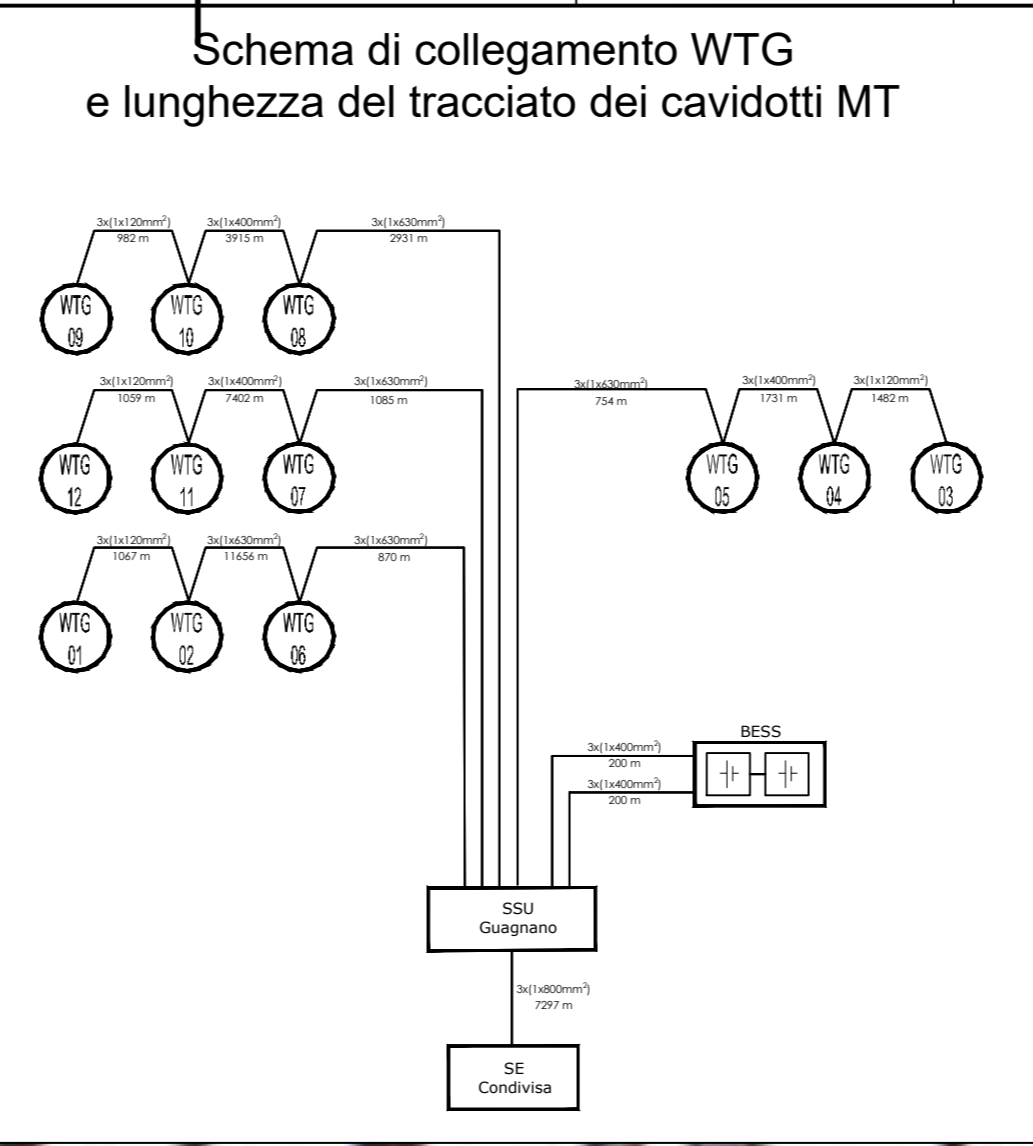 Schema di collegamento WTG
e lunghezza del tracciato dei cavidotti MT
3x(1x120mm²)
982 m
3x(1x400mm²)
3915 m
3x(1x630mm²)
2931 m
WTG
09
WTG
10
WTG
08
3x(1x120mm²)
1059 m
3x(1x400mm²)
7402 m
3x(1x630mm²)
1085 m
WTG
12
WTG
11
WTG
07
3x(1x630mm²)
754 m
3x(1x400mm²)
1731 m
3x(1x120mm²)
1482 m
WTG
05
WTG
04
WTG
03
3x(1x120mm²)
1067 m
3x(1x630mm²)
11656 m
3x(1x630mm²)
870 m
WTG
01
WTG
02
WTG
06
BESS
3x(1x400mm²)
200 m
3x(1x400mm²)
200 m
SSU
Guagnano
3x(1x800mm²)
7297 m
SE
Condivisa